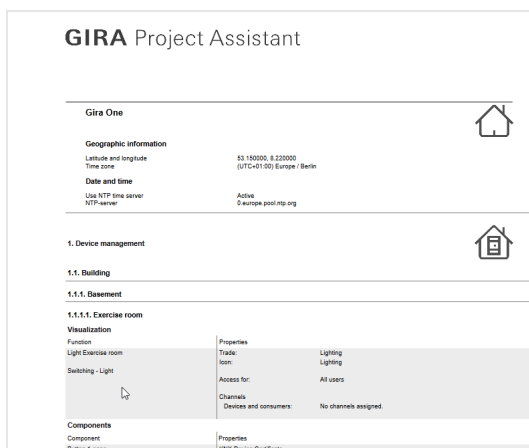 GIRA Project Assistant
Gira One
Geographic information
Latitude and longitude 53.150000, 8.220000
Time zone (UTC+01:00) Europe / Berlin
Date and time
Use NTP time server Active
NTP-server 0.europe.pool.ntp.org
1. Device management
1.1. Building
1.1.1. Basement
1.1.1.1. Exercise room
Visualization
Function Properties
Light Exercise room Trade: Lighting
Icon: Lighting
Switching - Light
Access for: All users
Channels
Devices and consumers: No channels assigned.
Components
Component Properties